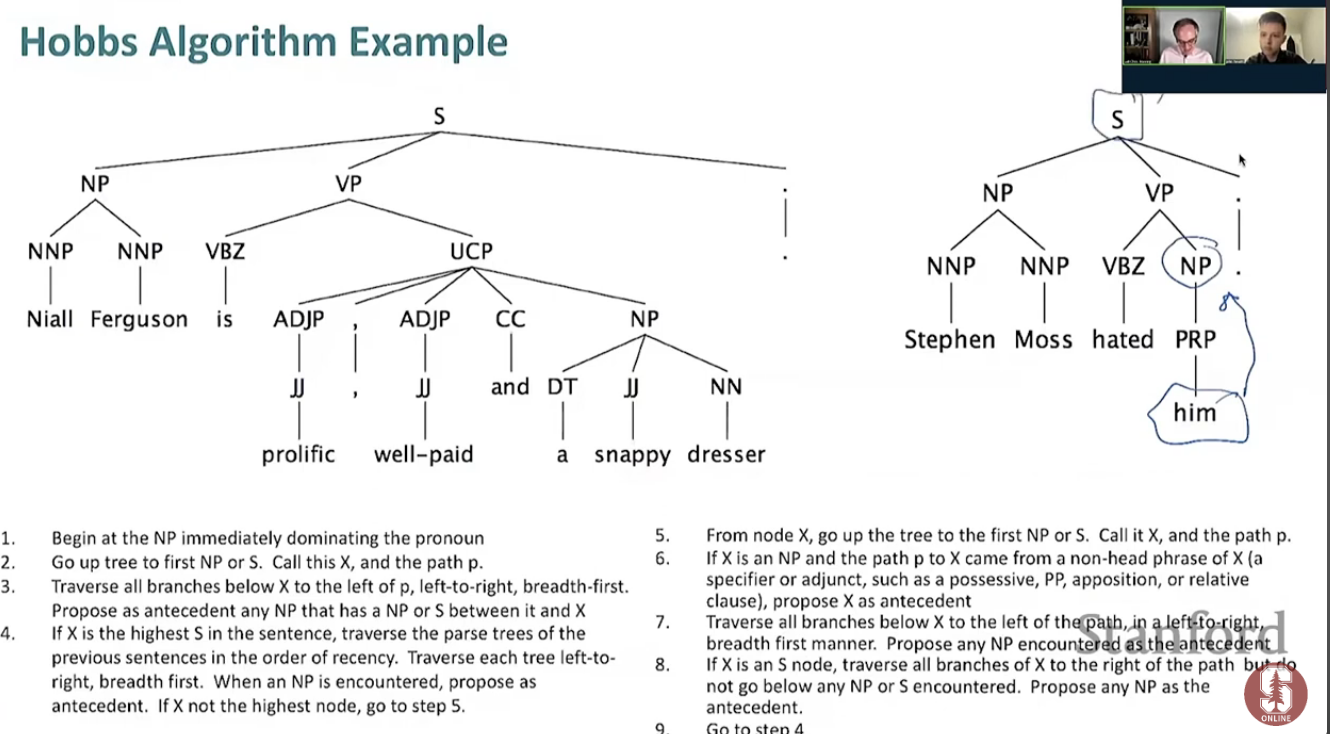 Hobbs Algorithm Example
S
NP VP .
NNP NNP VBZ UCP .
Niall Ferguson is ADJP , ADJP CC NP
JJ , JJ and DT JJ NN
prolific well-paid a snappy dresser
S
NP VP .
NNP NNP VBZ NP .
Stephen Moss hated PRP
him
1. Begin at the NP immediately dominating the pronoun
2. Go up tree to first NP or S. Call this X, and the path p.
3. Traverse all branches below X to the left of p, left-to-right, breadth-first.
Propose as antecedent any NP that has a NP or S between it and X
4. If X is the highest S in the sentence, traverse the parse trees of the
previous sentences in the order of recency. Traverse each tree left-to-
right, breadth first. When an NP is encountered, propose as
antecedent. If X not the highest node, go to step 5.
5. From node X, go up the tree to the first NP or S. Call it X, and the path p.
6. If X is an NP and the path p to X came from a non-head phrase of X (a
specifier or adjunct, such as a possessive, PP, apposition, or relative
clause), propose X as antecedent
7. Traverse all branches below X to the left of the path, in a left-to-right,
breadth first manner. Propose any NP encountered as the antecedent
8. If X is an S node, traverse all branches of X to the right of the path but do
not go below any NP or S encountered. Propose any NP as the
antecedent.
9. Go to step 4
Stanford
S
ONLINE